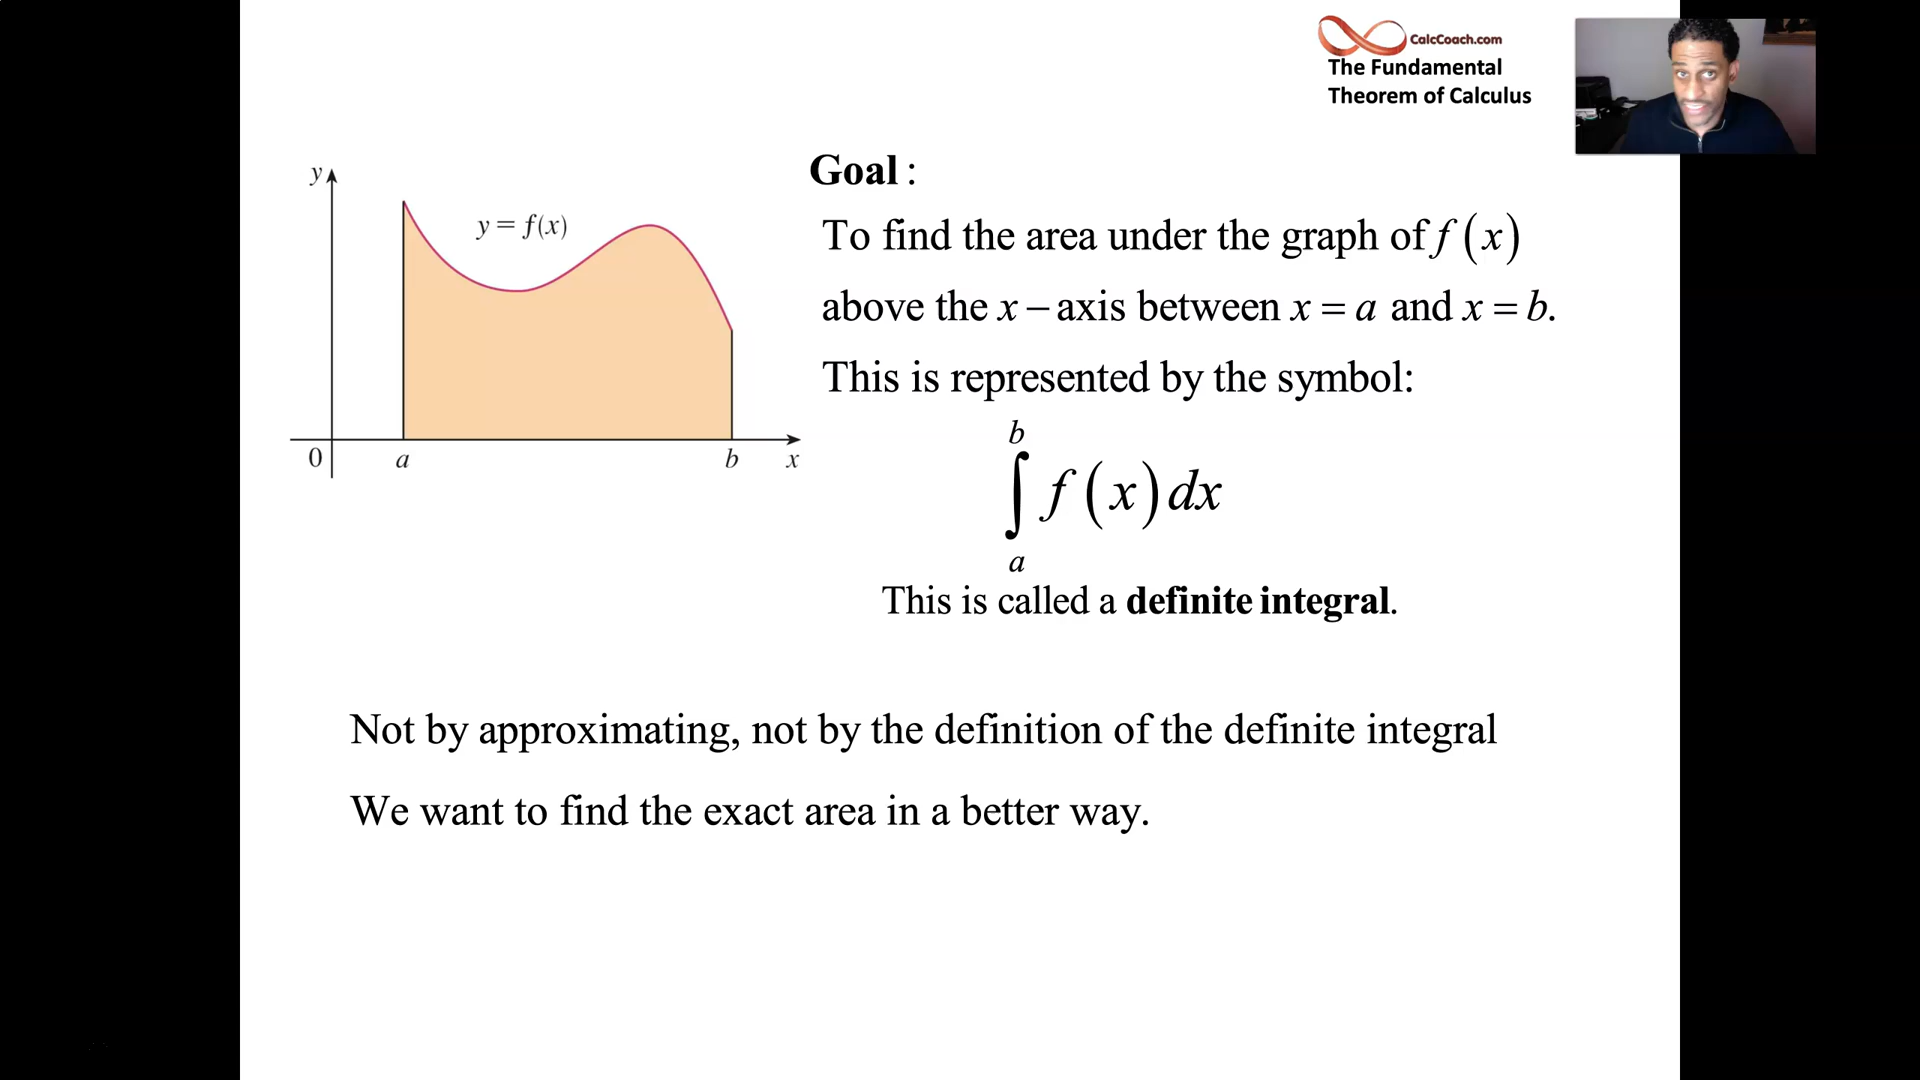 CalcCoach.com
The Fundamental
Theorem of Calculus
Goal :
To find the area under the graph of f(x)
above the x – axis between x = a and x = b.
This is represented by the symbol:
b
∫ f(x) dx
a
This is called a definite integral.
y
y = f(x)
0 a b x
Not by approximating, not by the definition of the definite integral
We want to find the exact area in a better way.